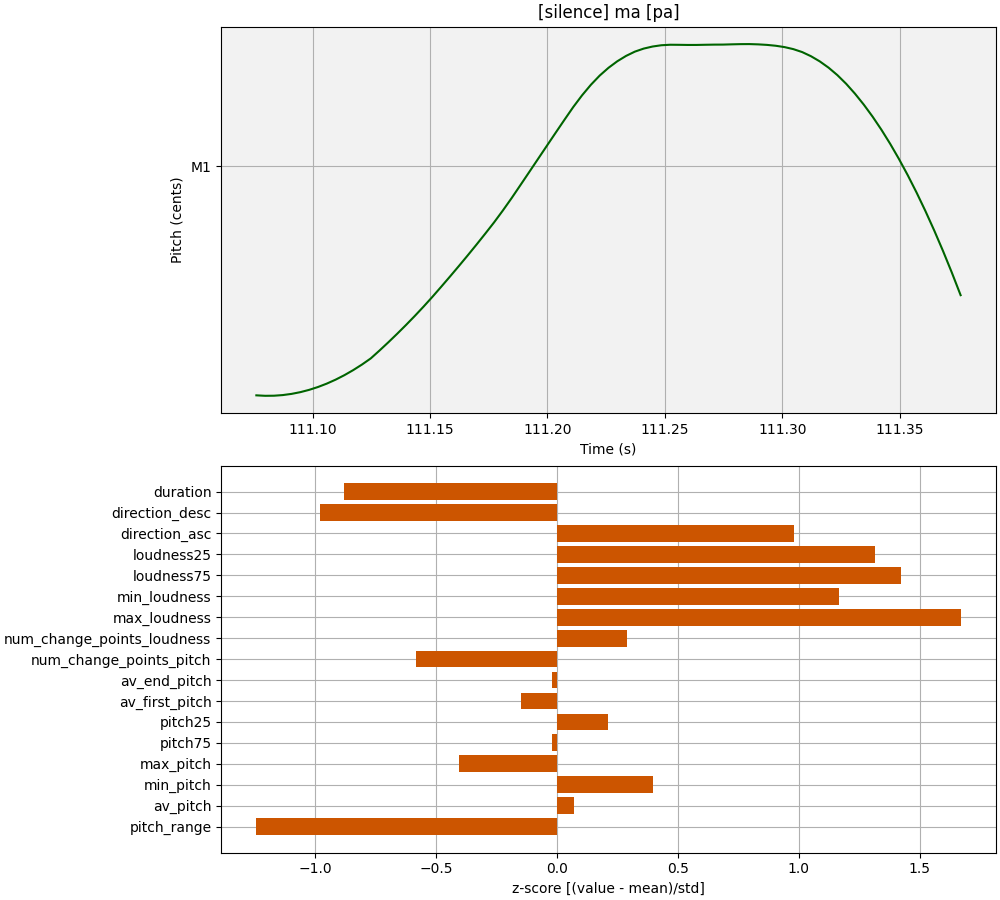 [silence] ma [pa]
M1
Pitch (cents)
111.10 111.15 111.20 111.25 111.30 111.35
Time (s)
duration
direction_desc
direction_asc
loudness25
loudness75
min_loudness
max_loudness
num_change_points_loudness
num_change_points_pitch
av_end_pitch
av_first_pitch
pitch25
pitch75
max_pitch
min_pitch
av_pitch
pitch_range
−1.0 −0.5 0.0 0.5 1.0 1.5
z-score [(value - mean)/std]